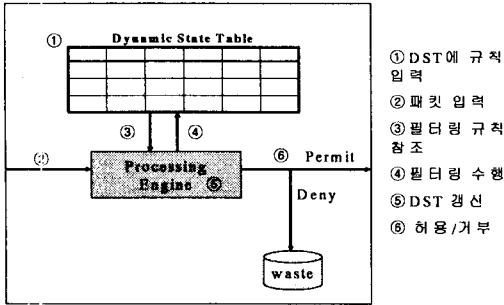 ① Dynamic State Table
③ ④
② ⑥ Permit
Processing
Engine ⑤
Deny
waste
①DST에 규칙
입력
②패킷 입력
③필터링 규칙
참조
④필터링 수행
⑤DST 갱신
⑥ 허용/거부